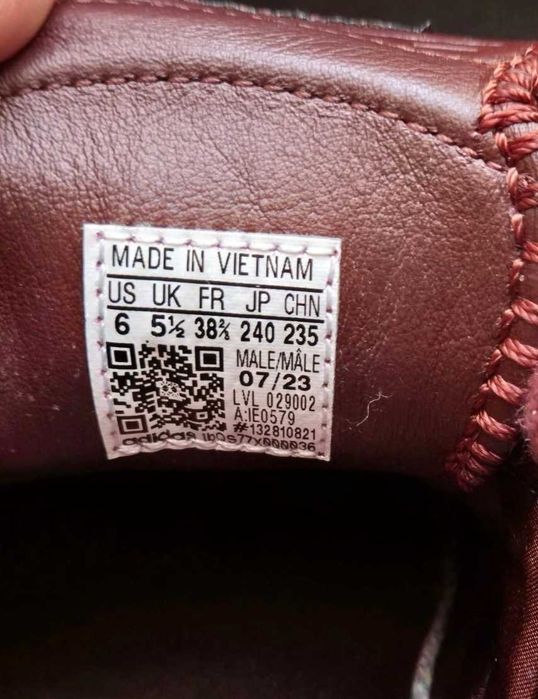 MADE IN VIETNAM
US UK FR JP CHN
6 5½ 38⅔ 240 235
MALE/MÂLE
07/23
LVL 029002
A:IE0579
#132810821
adidas